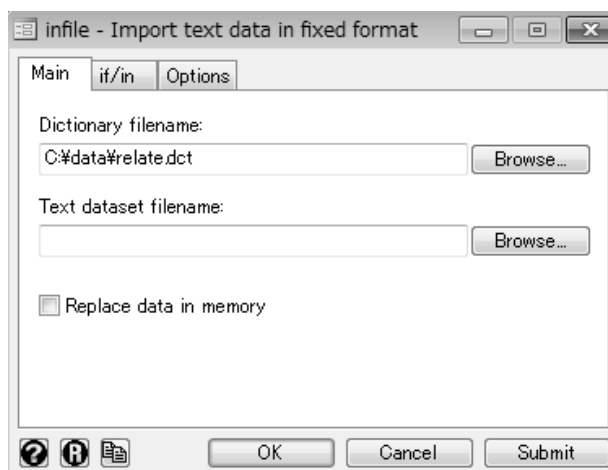 infile - Import text data in fixed format
Main if/in Options
Dictionary filename:
C:¥data¥relate.dct Browse...
Text dataset filename:
Browse...
Replace data in memory
? R OK Cancel Submit